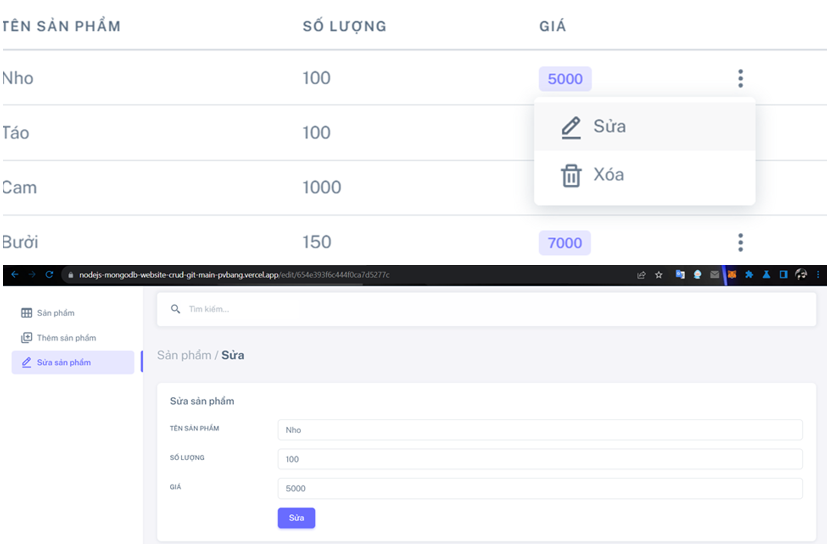 TÊN SẢN PHẨM SỐ LƯỢNG GIÁ
Nho 100 5000
Sửa
Táo 100
Xóa
Cam 1000
Bưởi 150 7000
nodejs-mongodb-website-crud-git-main-pvbang.vercel.app/edit/654e393f6c444f0ca7d5277c
Sản phẩm
Tìm kiếm...
Thêm sản phẩm
Sửa sản phẩm
Sản phẩm / Sửa
Sửa sản phẩm
TÊN SẢN PHẨM Nho
SỐ LƯỢNG 100
GIÁ 5000
Sửa